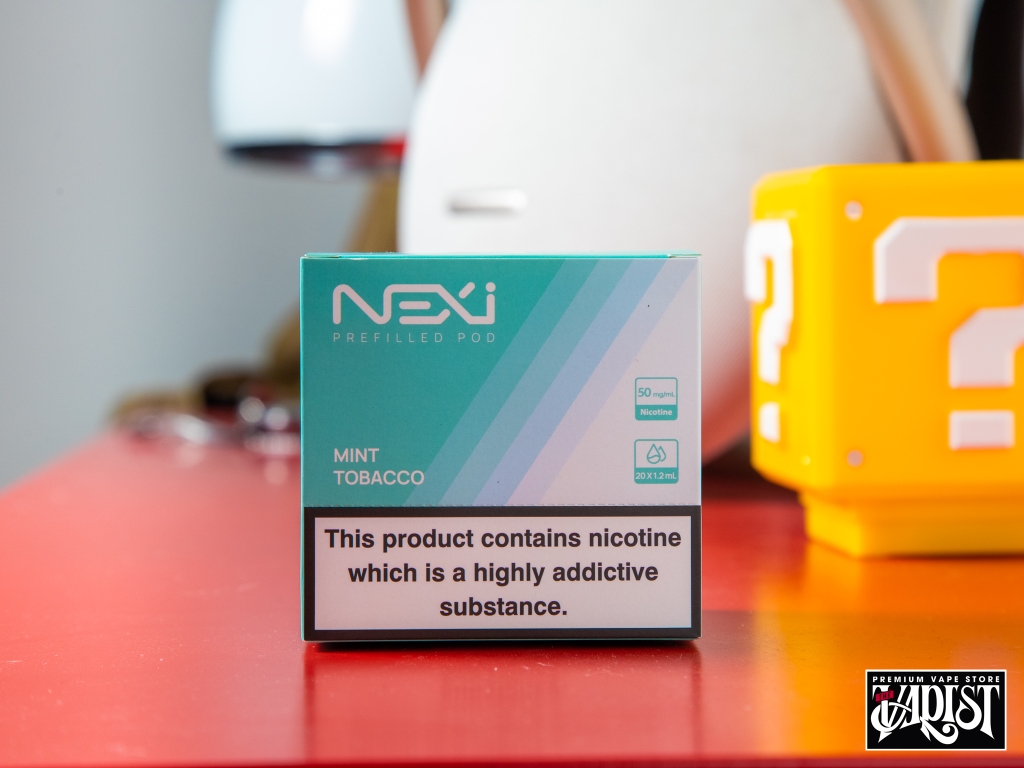 NEXi
PREFILLED POD
50 mg/mL
Nicotine
MINT
TOBACCO
20 X 1.2 mL
This product contains nicotine
which is a highly addictive
substance.
? ?
PREMIUM VAPE STORE
VAPIST